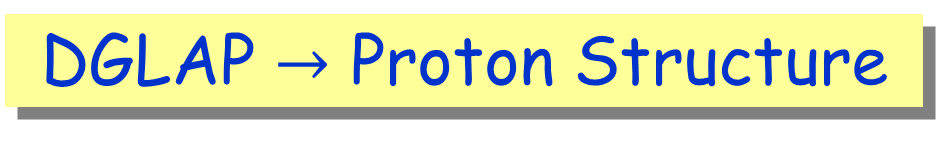 DGLAP → Proton Structure